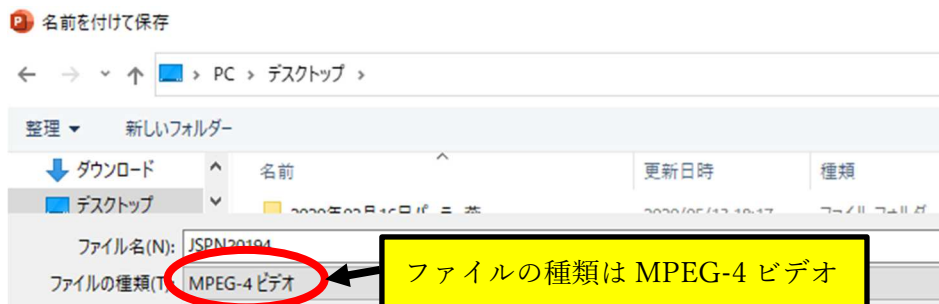 名前を付けて保存
PC › デスクトップ ›
整理 新しいフォルダー
ダウンロード 名前 更新日時 種類
デスクトップ
ファイル名(N): JSPN20194
ファイルの種類(T): MPEG-4 ビデオ
ファイルの種類は MPEG-4 ビデオ